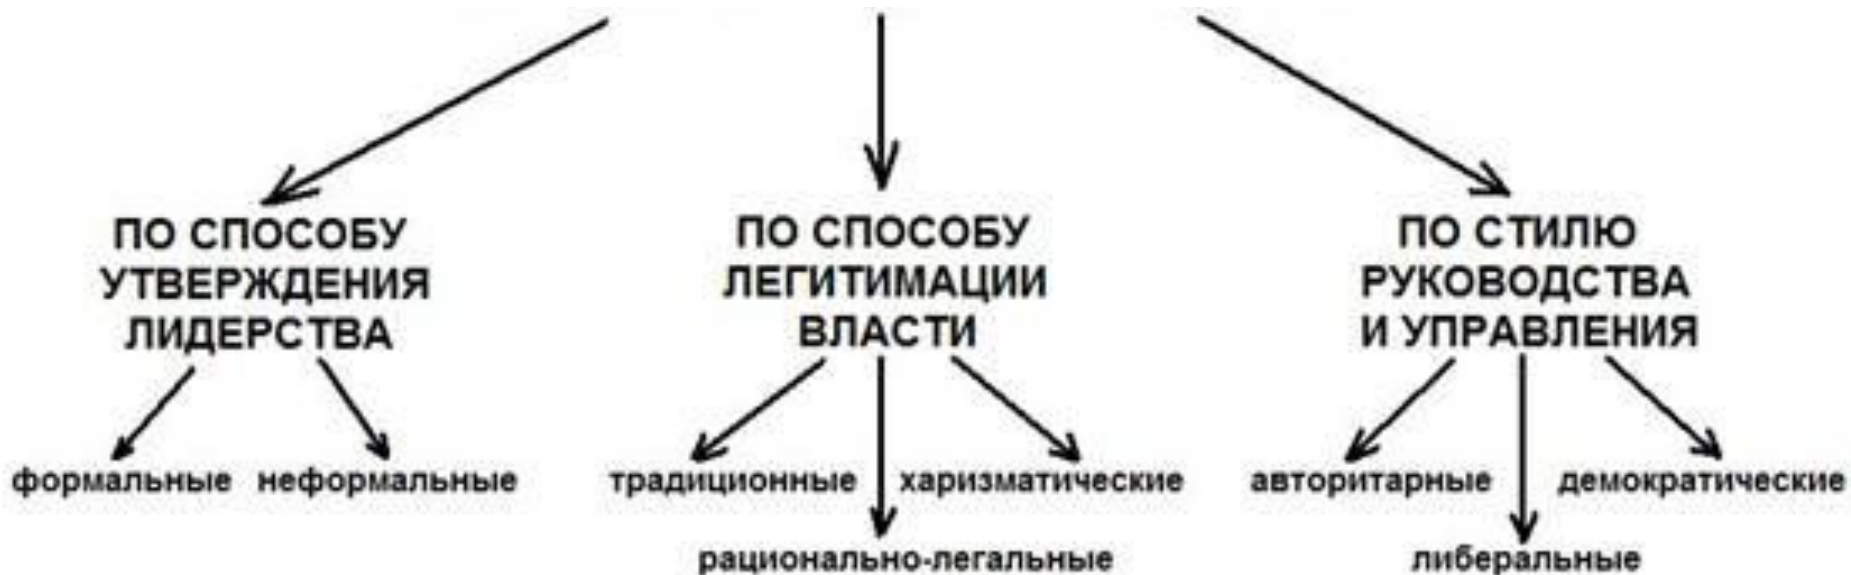 ПО СПОСОБУ
УТВЕРЖДЕНИЯ
ЛИДЕРСТВА
формальные неформальные
ПО СПОСОБУ
ЛЕГИТИМАЦИИ
ВЛАСТИ
традиционные харизматические
рационально-легальные
ПО СТИЛЮ
РУКОВОДСТВА
И УПРАВЛЕНИЯ
авторитарные демократические
либеральные